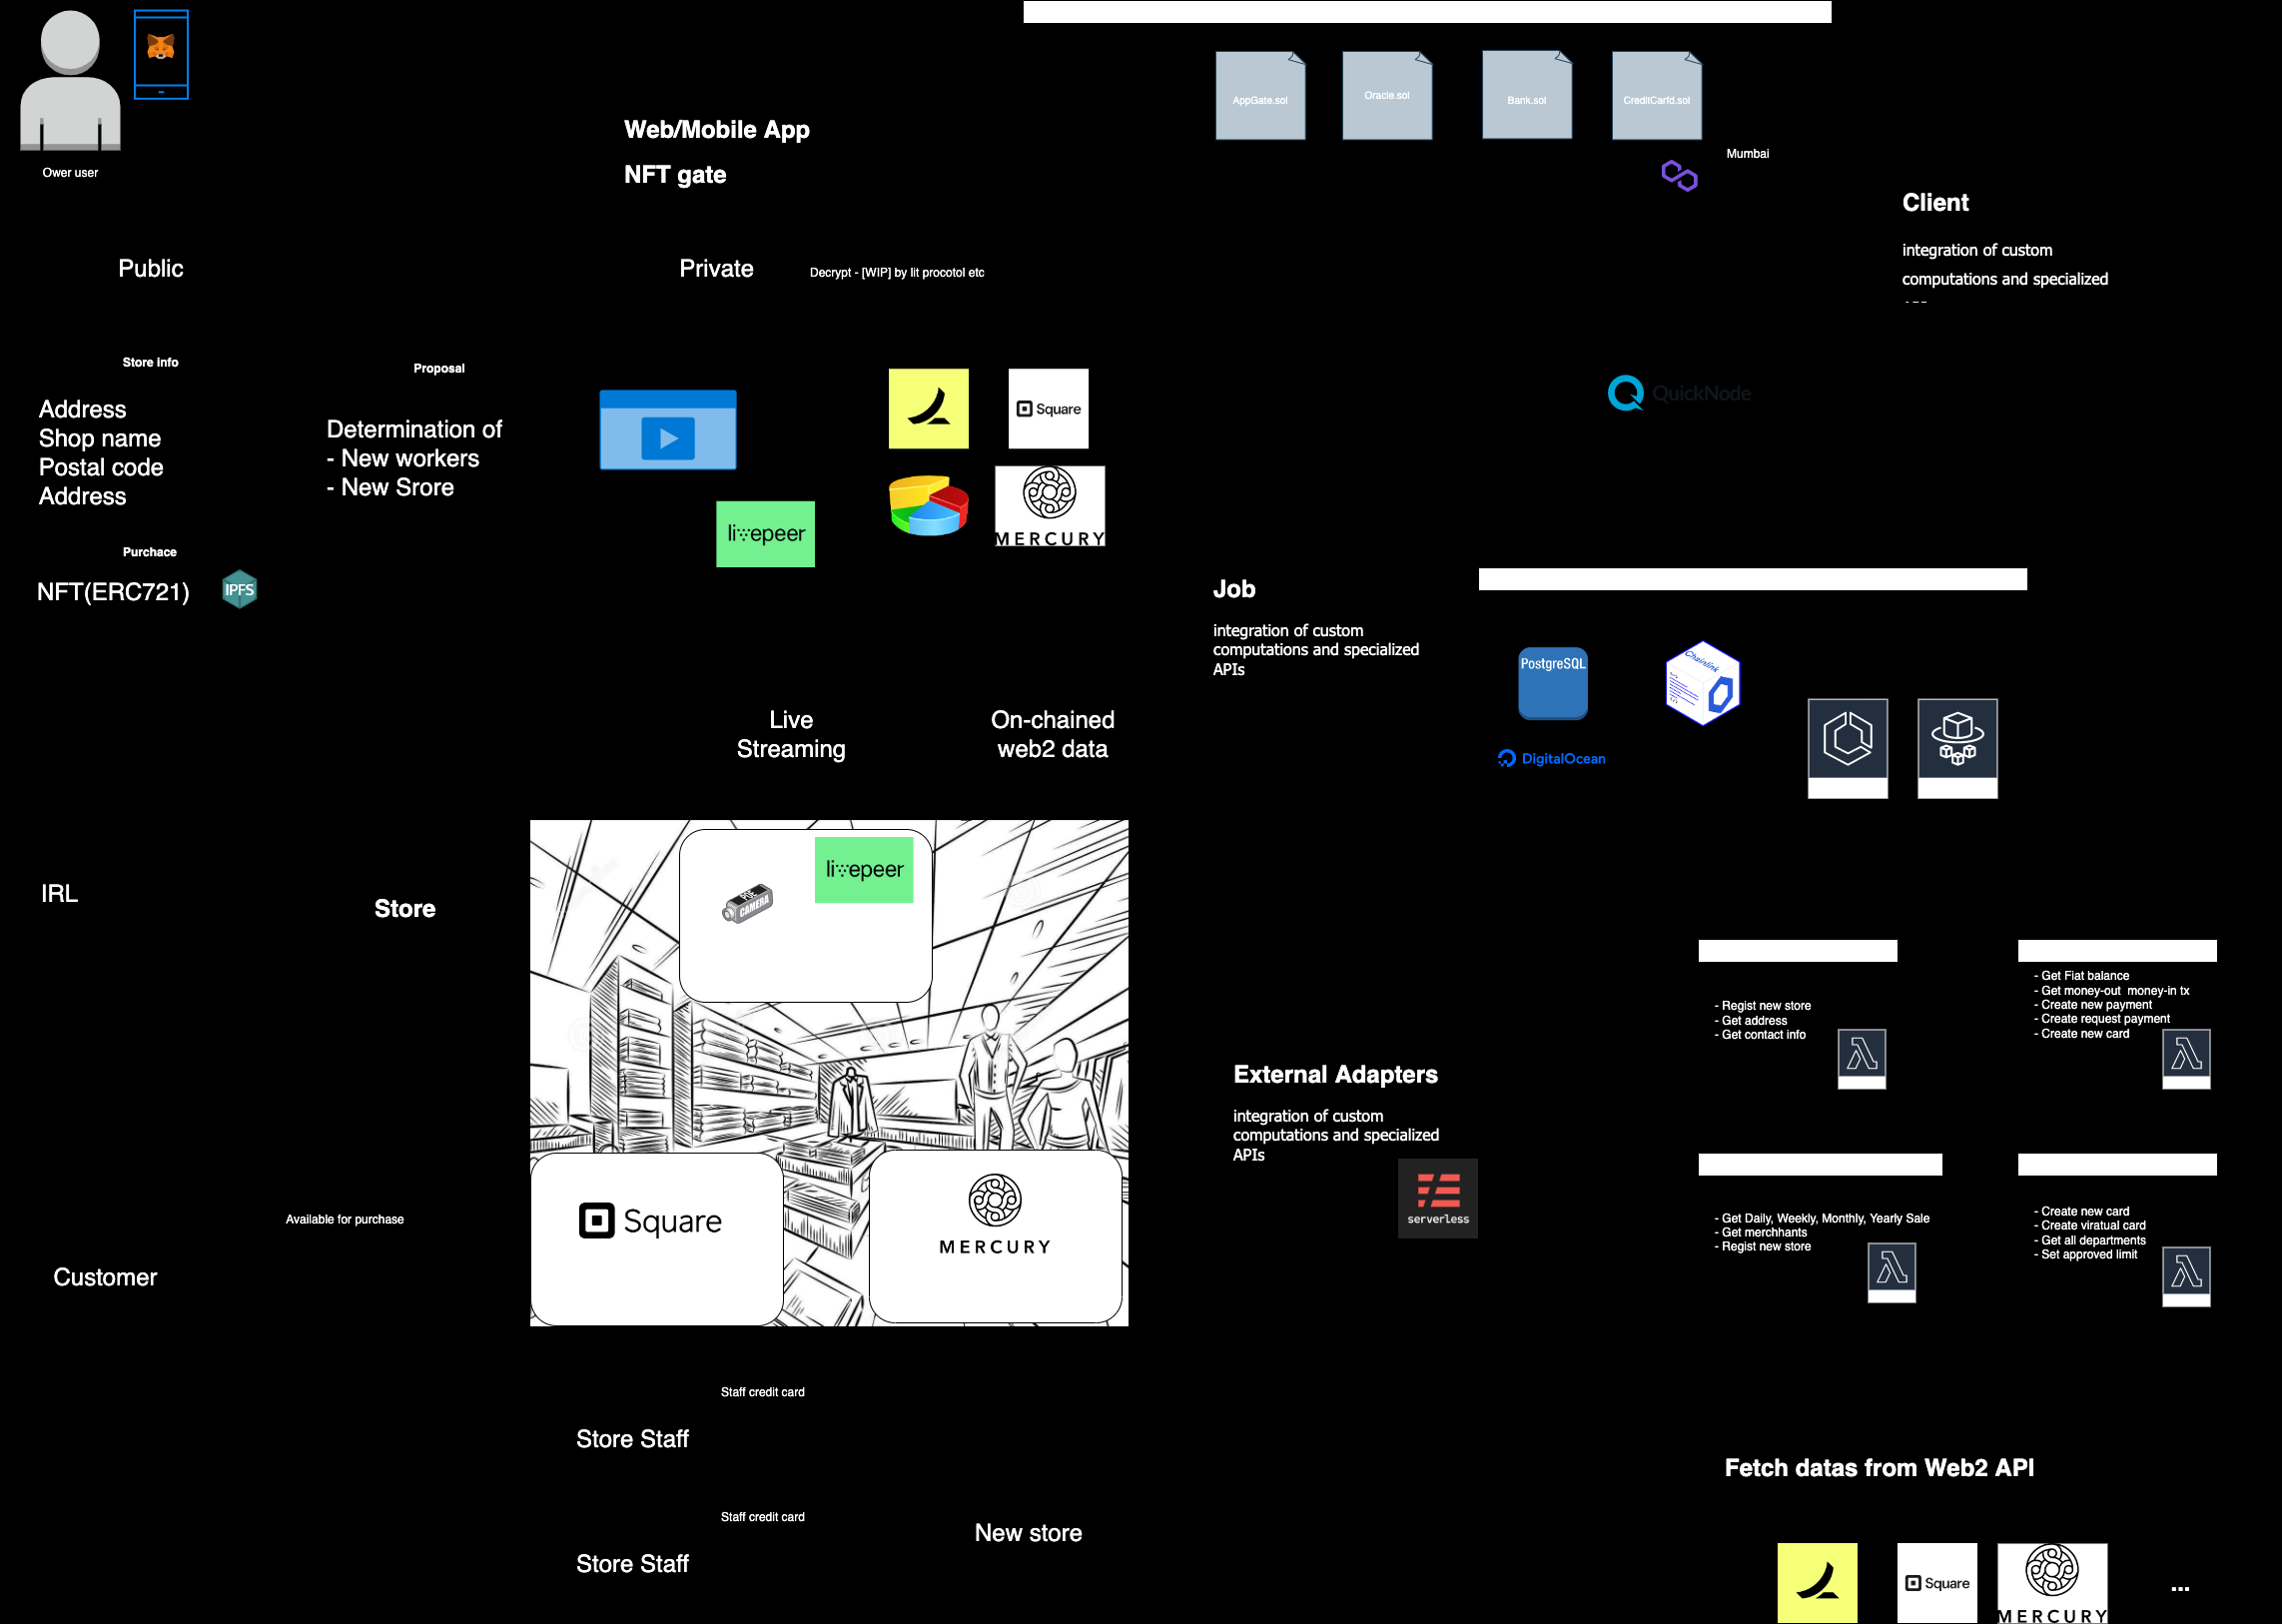 Ower user
Web/Mobile App
NFT gate
AppGate.sol
Oracle.sol
Bank.sol
CreditCarfd.sol
Mumbai
Client
integration of custom
computations and specialized
Public
Private
Decrypt - [WIP] by lit procotol etc
Store info
Address
Shop name
Postal code
Address
Proposal
Determination of
- New workers
- New Srore
Square
MERCURY
livepeer
QuickNode
Purchace
NFT(ERC721)
IPFS
Live
Streaming
On-chained
web2 data
Job
integration of custom
computations and specialized
APIs
PostgreSQL
Chainlink
DigitalOcean
IRL
Store
livepeer
CAMERA
Square
MERCURY
Available for purchase
Customer
External Adapters
integration of custom
computations and specialized
APIs
serverless
- Regist new store
- Get address
- Get contact info
- Get Fiat balance
- Get money-out money-in tx
- Create new payment
- Create request payment
- Create new card
- Get Daily, Weekly, Monthly, Yearly Sale
- Get merchhants
- Regist new store
- Create new card
- Create viratual card
- Get all departments
- Set approved limit
Staff credit card
Store Staff
Staff credit card
Store Staff
New store
Fetch datas from Web2 API
Square
MERCURY
...